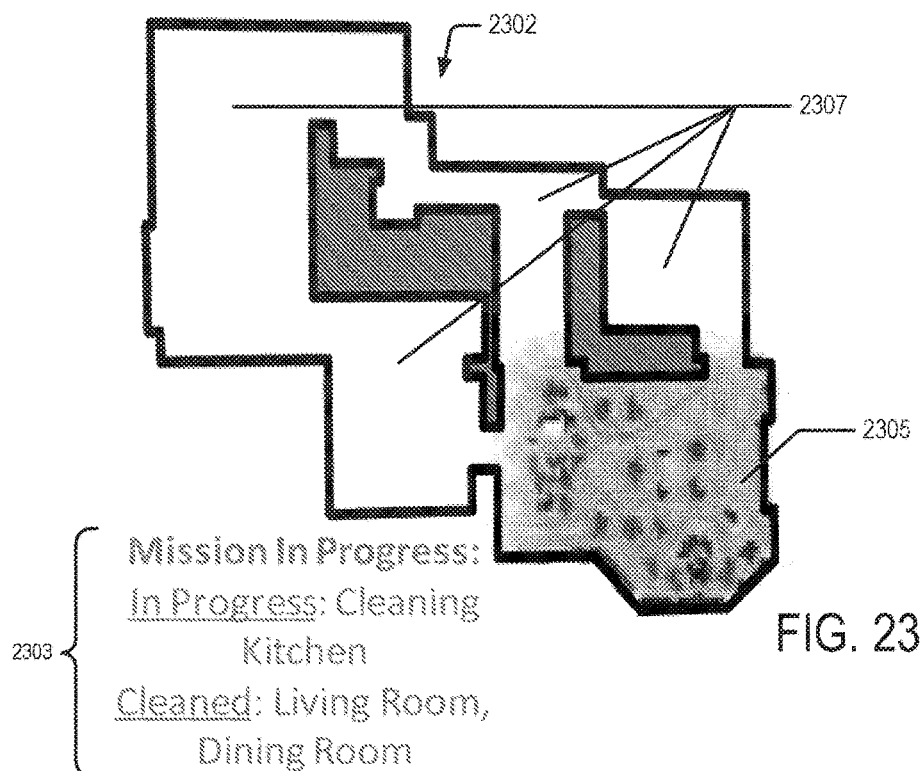 2302
2307
2305
2303
Mission In Progress:
In Progress: Cleaning
Kitchen
Cleaned: Living Room,
Dining Room
FIG. 23